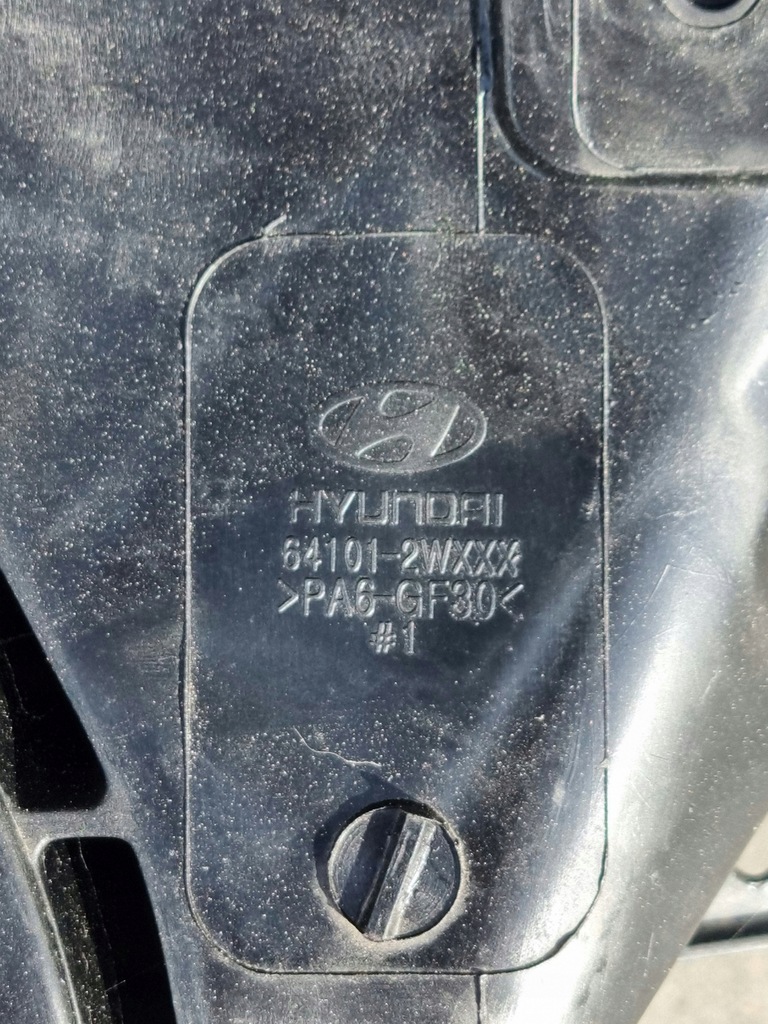 HYUNDAI
64101-2WXXX
>PA6-GF30<
#1